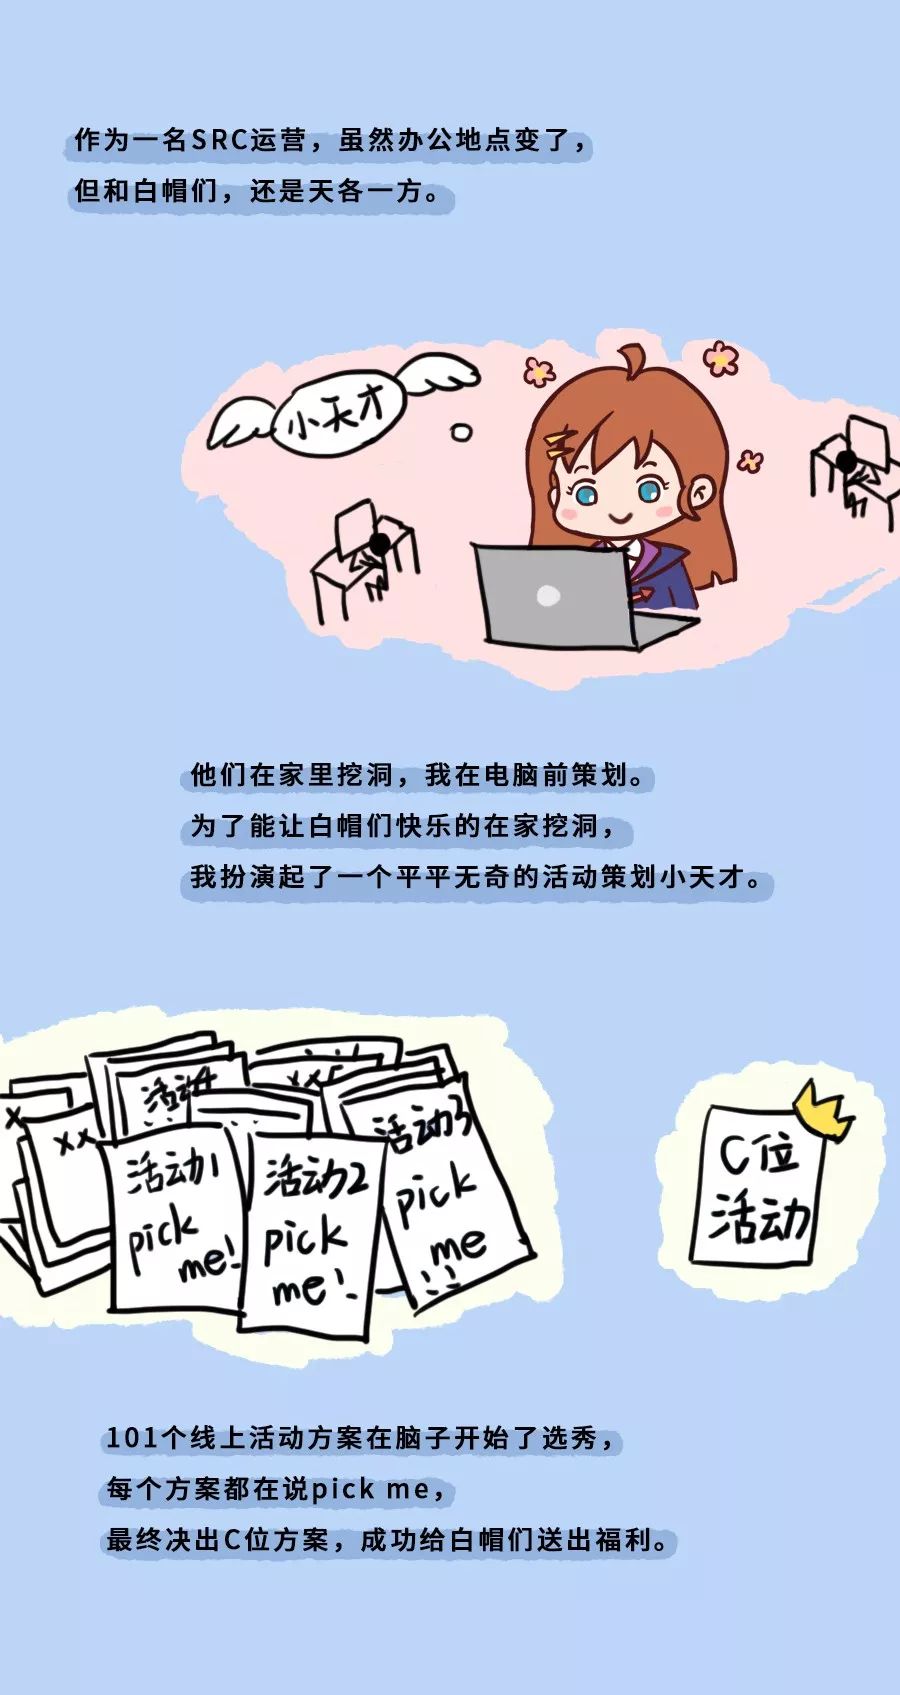 作为一名SRC运营，虽然办公地点变了，
但和白帽们，还是天各一方。
小天才
他们在家里挖洞，我在电脑前策划。
为了能让白帽们快乐的在家挖洞，
我扮演起了一个平平无奇的活动策划小天才。
活动4
xx
活动1
pick
me!
活动2
pick
me!
活动3
pick
me
!!
C位
活动
101个线上活动方案在脑子开始了选秀，
每个方案都在说pick me，
最终决出C位方案，成功给白帽们送出福利。